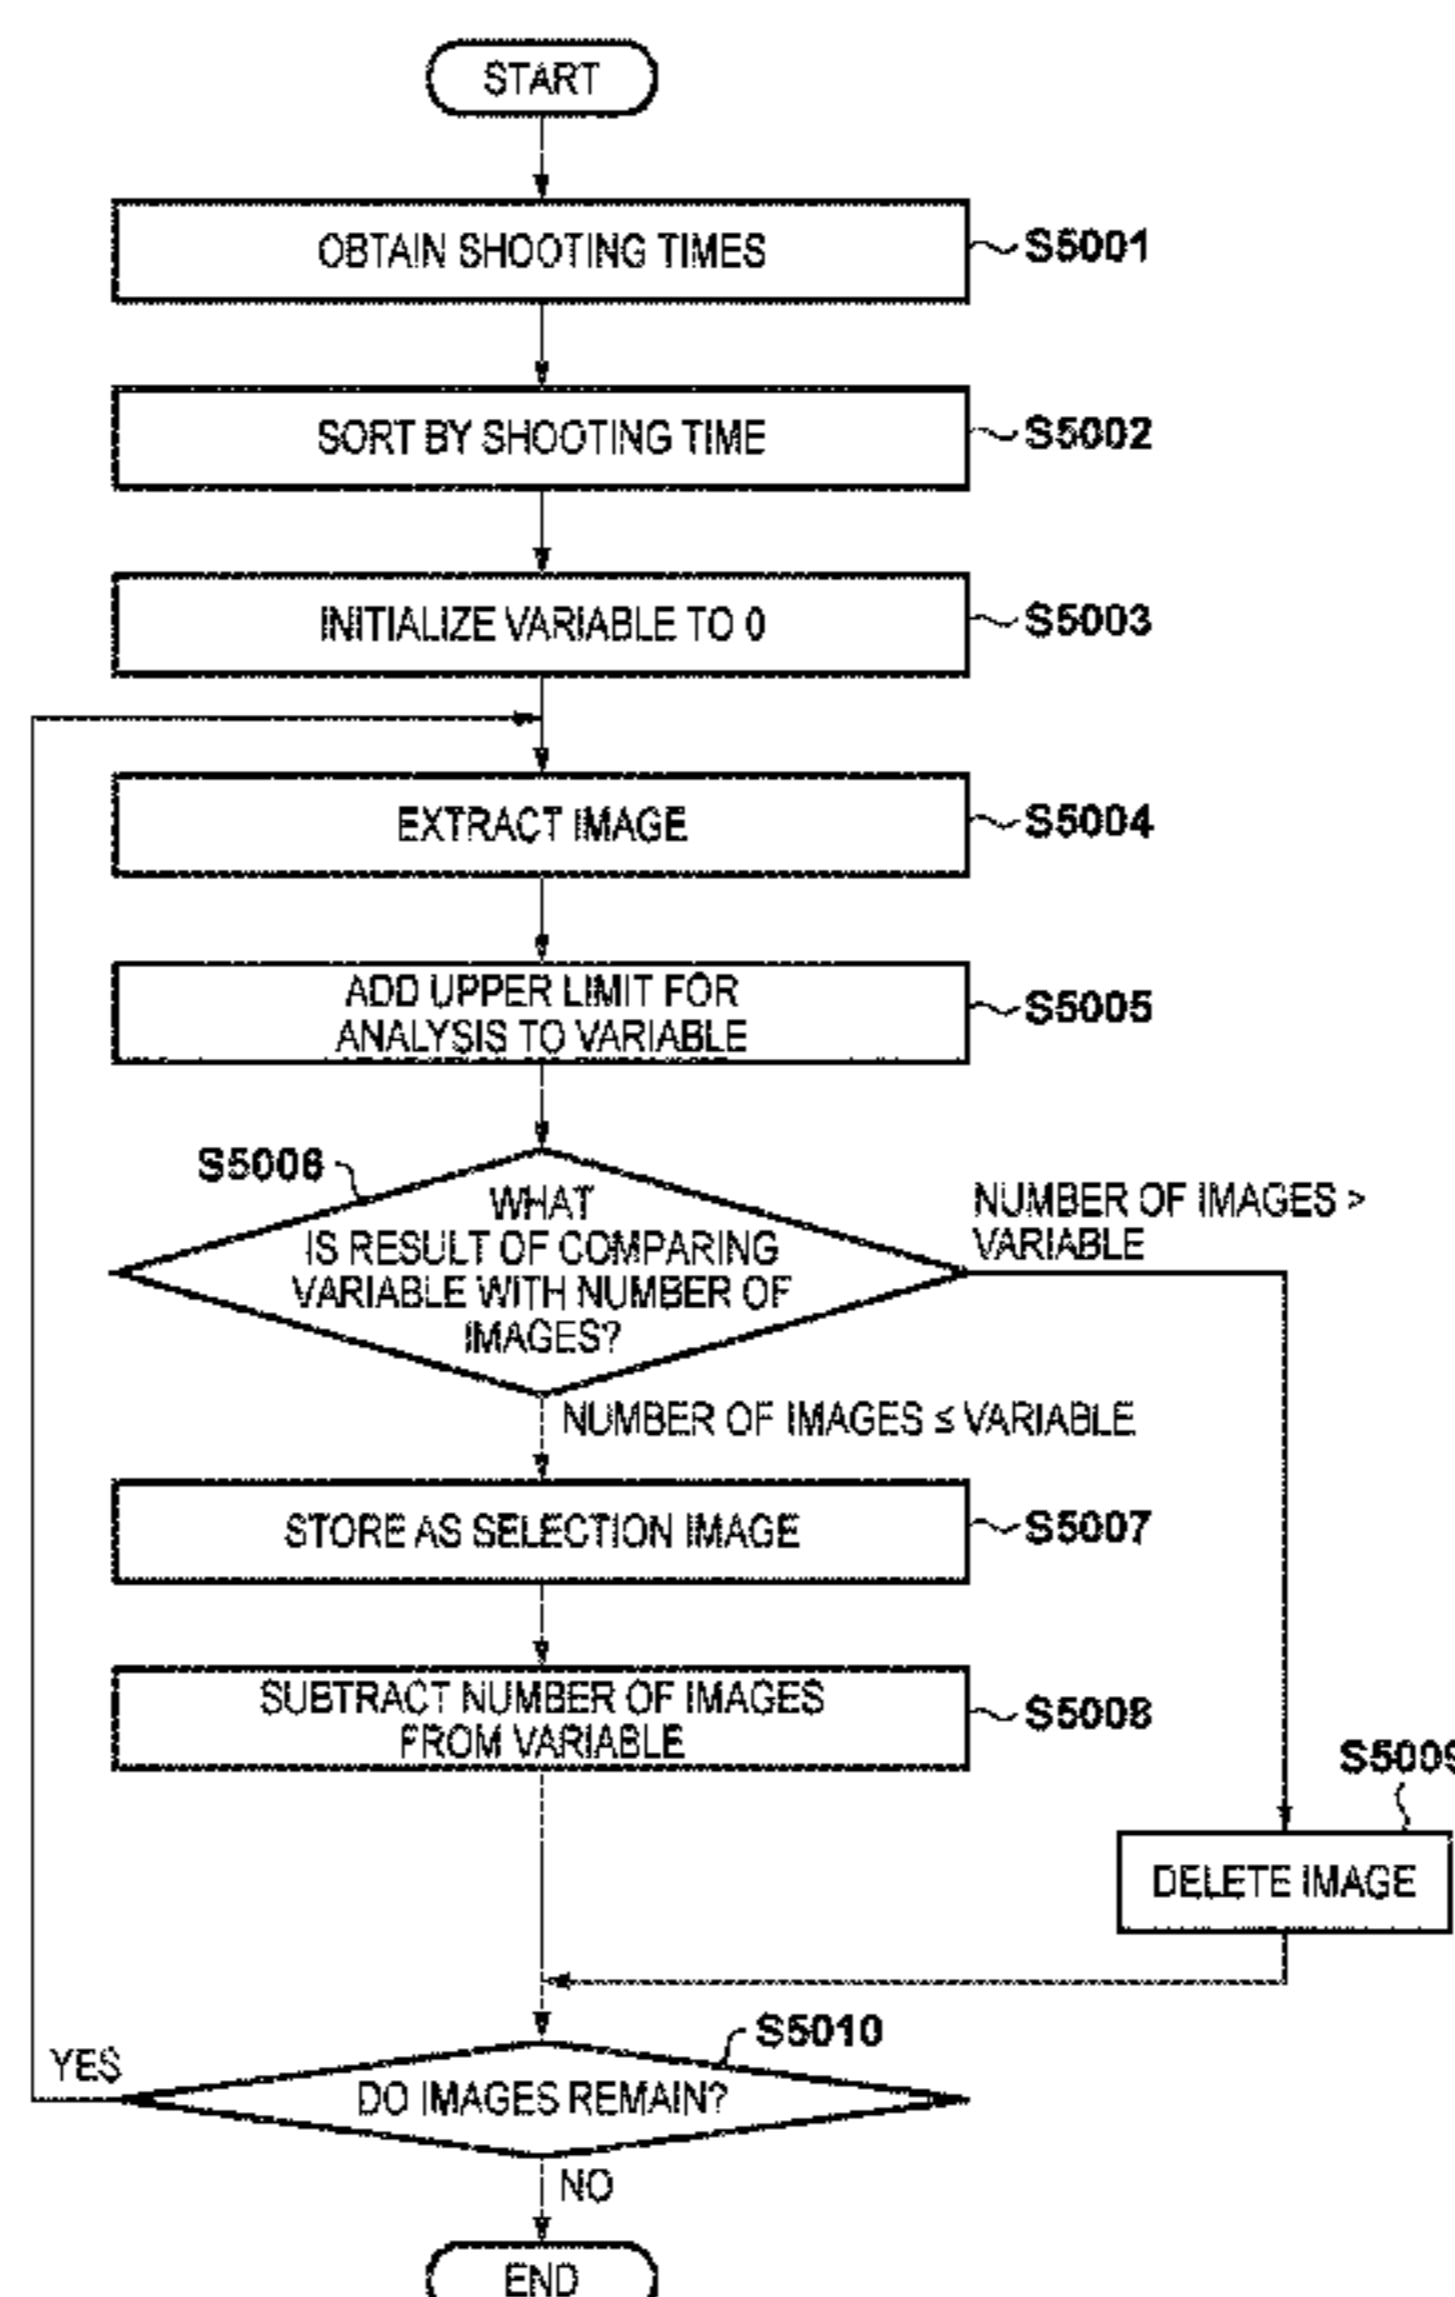 START
OBTAIN SHOOTING TIMES
S5001
SORT BY SHOOTING TIME
S5002
INITIALIZE VARIABLE TO 0
S5003
EXTRACT IMAGE
S5004
ADD UPPER LIMIT FOR
ANALYSIS TO VARIABLE
S5005
S5006
WHAT
IS RESULT OF COMPARING
VARIABLE WITH NUMBER OF
IMAGES?
NUMBER OF IMAGES >
VARIABLE
NUMBER OF IMAGES ≤ VARIABLE
STORE AS SELECTION IMAGE
S5007
SUBTRACT NUMBER OF IMAGES
FROM VARIABLE
S5008
S5009
DELETE IMAGE
S5010
YES
DO IMAGES REMAIN?
NO
END